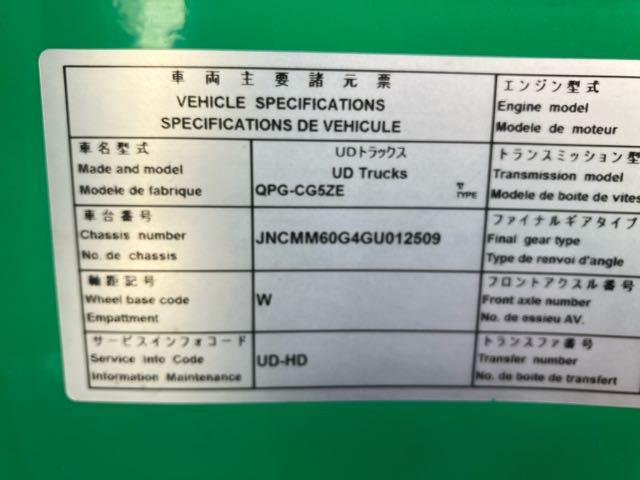 車両主要諸元票
VEHICLE SPECIFICATIONS
SPECIFICATIONS DE VEHICULE
車名型式
Made and model
Modele de fabrique
UDトラックス
UD Trucks
QPG-CG5ZE 型 TYPE
車台番号
Chassis number
No. de chassis
JNCMM60G4GU012509
軸距記号
Wheel base code
Empattment
W
サービスインフォコード
Service info Code
Information Maintenance
UD-HD
エンジン型式
Engine model
Modele de moteur
トランスミッション型
Transmission model
Modele de boite de vites
ファイナルギアタイプ
Final gear type
Type de renvoi d'angle
フロントアクスル番号
Front axle number
No. de essieu AV.
トランスファ番号
Transfer number
No. de boite de transfert